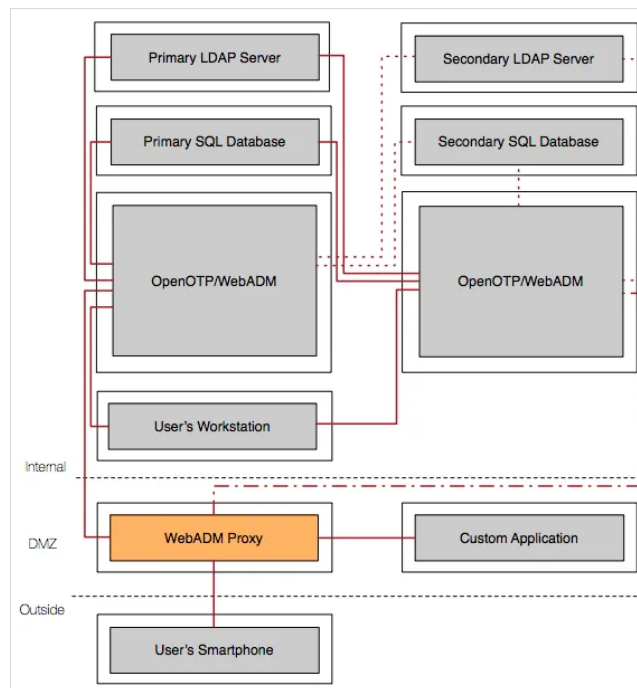 Primary LDAP Server
Secondary LDAP Server
Primary SQL Database
Secondary SQL Database
OpenOTP/WebADM
OpenOTP/WebADM
User's Workstation
Internal
WebADM Proxy
Custom Application
DMZ
Outside
User's Smartphone